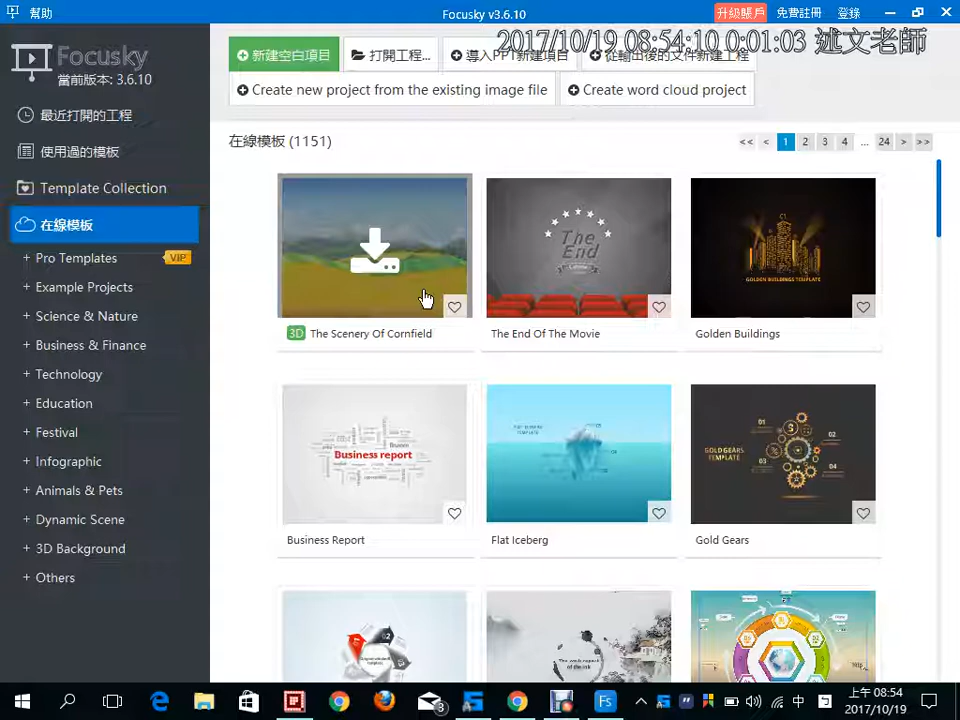 幫助
Focusky v3.6.10
升級賬戶 免費註冊 登錄
2017/10/19 08:54:10 0:01:03 述文老師
Focusky
當前版本: 3.6.10
新建空白項目
打開工程...
導入PPT新建項目
從輸出後的文件新建工程
Create new project from the existing image file
Create word cloud project
最近打開的工程
使用過的模板
Template Collection
在線模板
+ Pro Templates VIP
+ Example Projects
+ Science & Nature
+ Business & Finance
+ Technology
+ Education
+ Festival
+ Infographic
+ Animals & Pets
+ Dynamic Scene
+ 3D Background
+ Others
在線模板 (1151)
<< < 1 2 3 4 ... 24 > >>
The End
GOLDEN BUILDINGS TEMPLATE
3D The Scenery Of Cornfield
The End Of The Movie
Golden Buildings
Business report
GOLD GEARS
TEMPLATE
01
02
03
04
Business Report
Flat Iceberg
Gold Gears
02
3
Fs
中
上午 08:54
2017/10/19